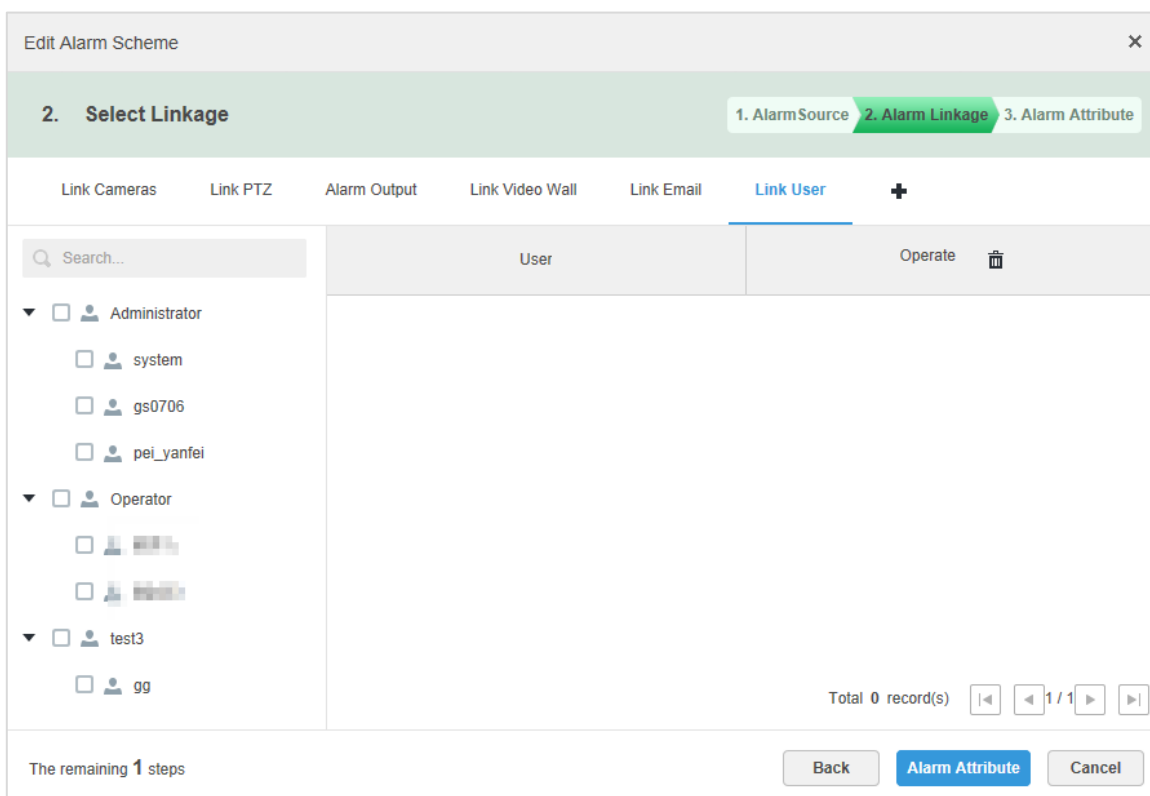 Edit Alarm Scheme
2. Select Linkage
1. Alarm Source 2. Alarm Linkage 3. Alarm Attribute
Link Cameras Link PTZ Alarm Output Link Video Wall Link Email Link User
Search...
User Operate
Administrator
system
gs0706
pei_yanfei
Operator
test3
gg
Total 0 record(s) 1 / 1
The remaining 1 steps Back Alarm Attribute Cancel